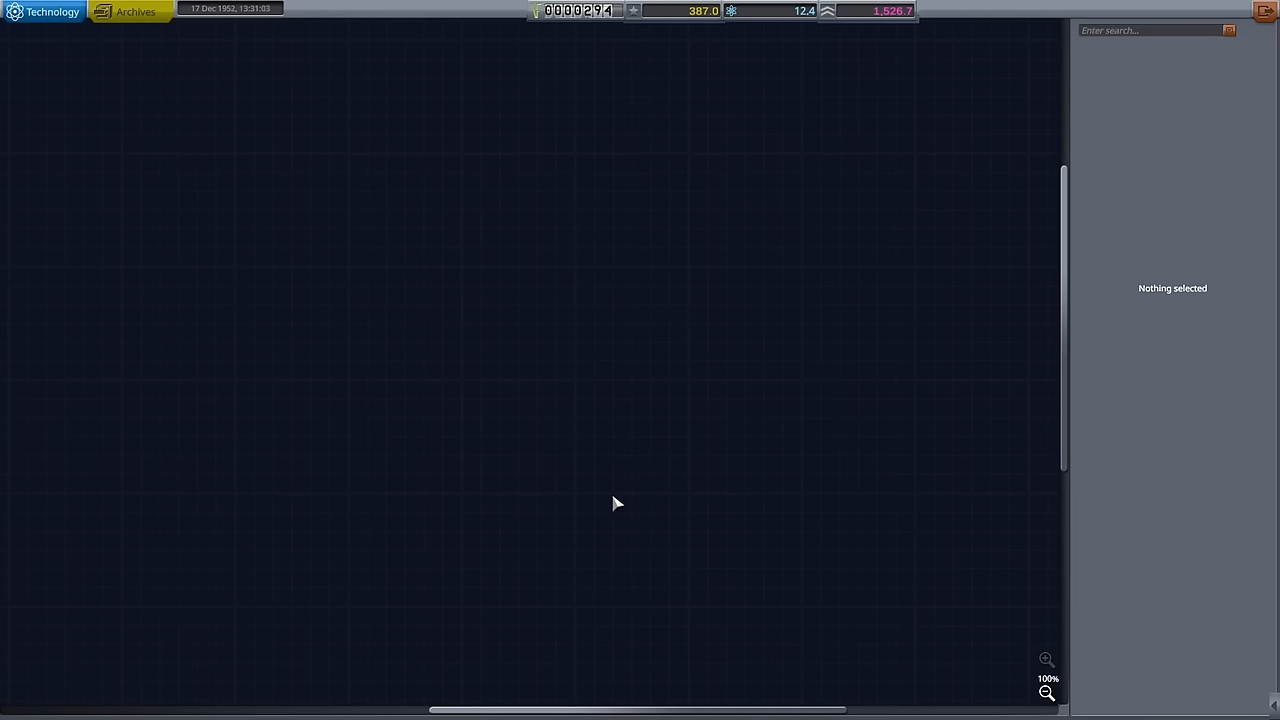 Technology Archives 17 Dec 1952, 13:31:03 0000294 387.0 12.4 1,526.7
Enter search...
Nothing selected
100%